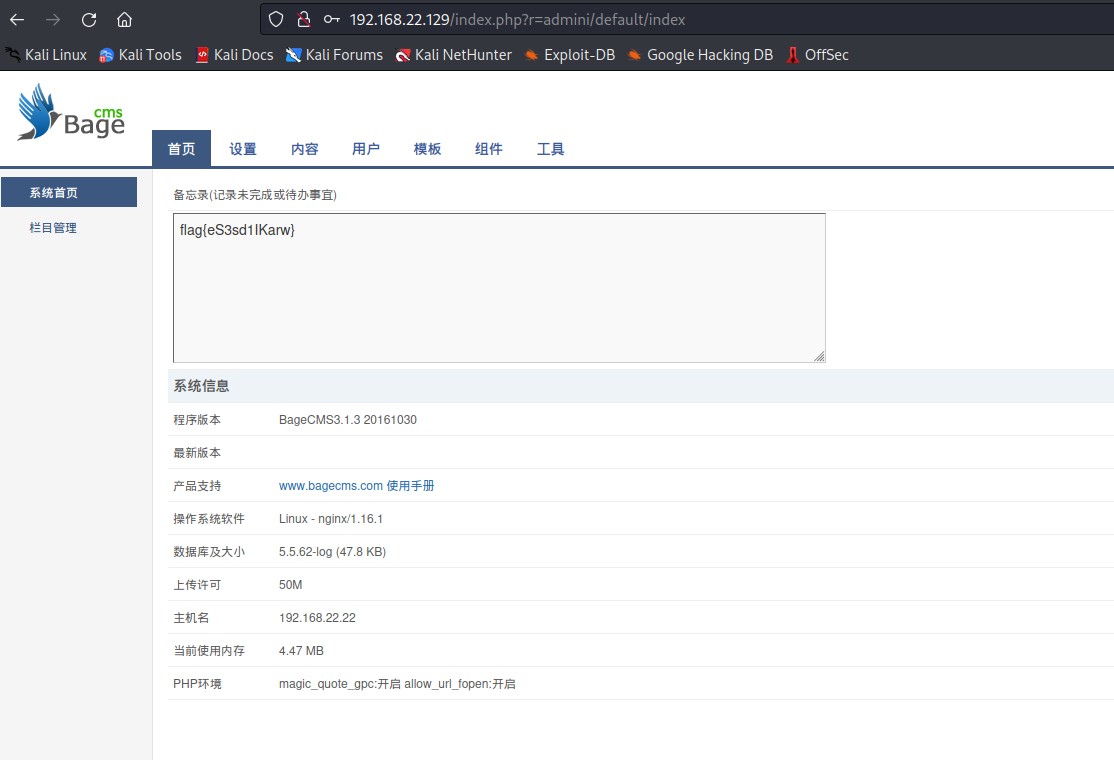 192.168.22.129/index.php?r=admini/default/index
Kali Linux Kali Tools Kali Docs Kali Forums Kali NetHunter Exploit-DB Google Hacking DB OffSec
Bage cms
首页 设置 内容 用户 模板 组件 工具
系统首页
栏目管理
备忘录(记录未完成或待办事宜)
flag{eS3sd1IKarw}
系统信息
程序版本 BageCMS3.1.3 20161030
最新版本
产品支持 www.bagecms.com 使用手册
操作系统软件 Linux - nginx/1.16.1
数据库及大小 5.5.62-log (47.8 KB)
上传许可 50M
主机名 192.168.22.22
当前使用内存 4.47 MB
PHP环境 magic_quote_gpc:开启 allow_url_fopen:开启